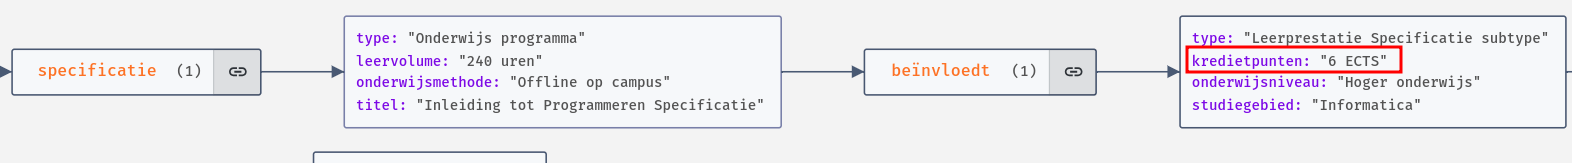 specificatie (1)
type: "Onderwijs programma"
leervolume: "240 uren"
onderwijsmethode: "Offline op campus"
titel: "Inleiding tot Programmeren Specificatie"
beïnvloedt (1)
type: "Leerprestatie Specificatie subtype"
kredietpunten: "6 ECTS"
onderwijsniveau: "Hoger onderwijs"
studiegebied: "Informatica"